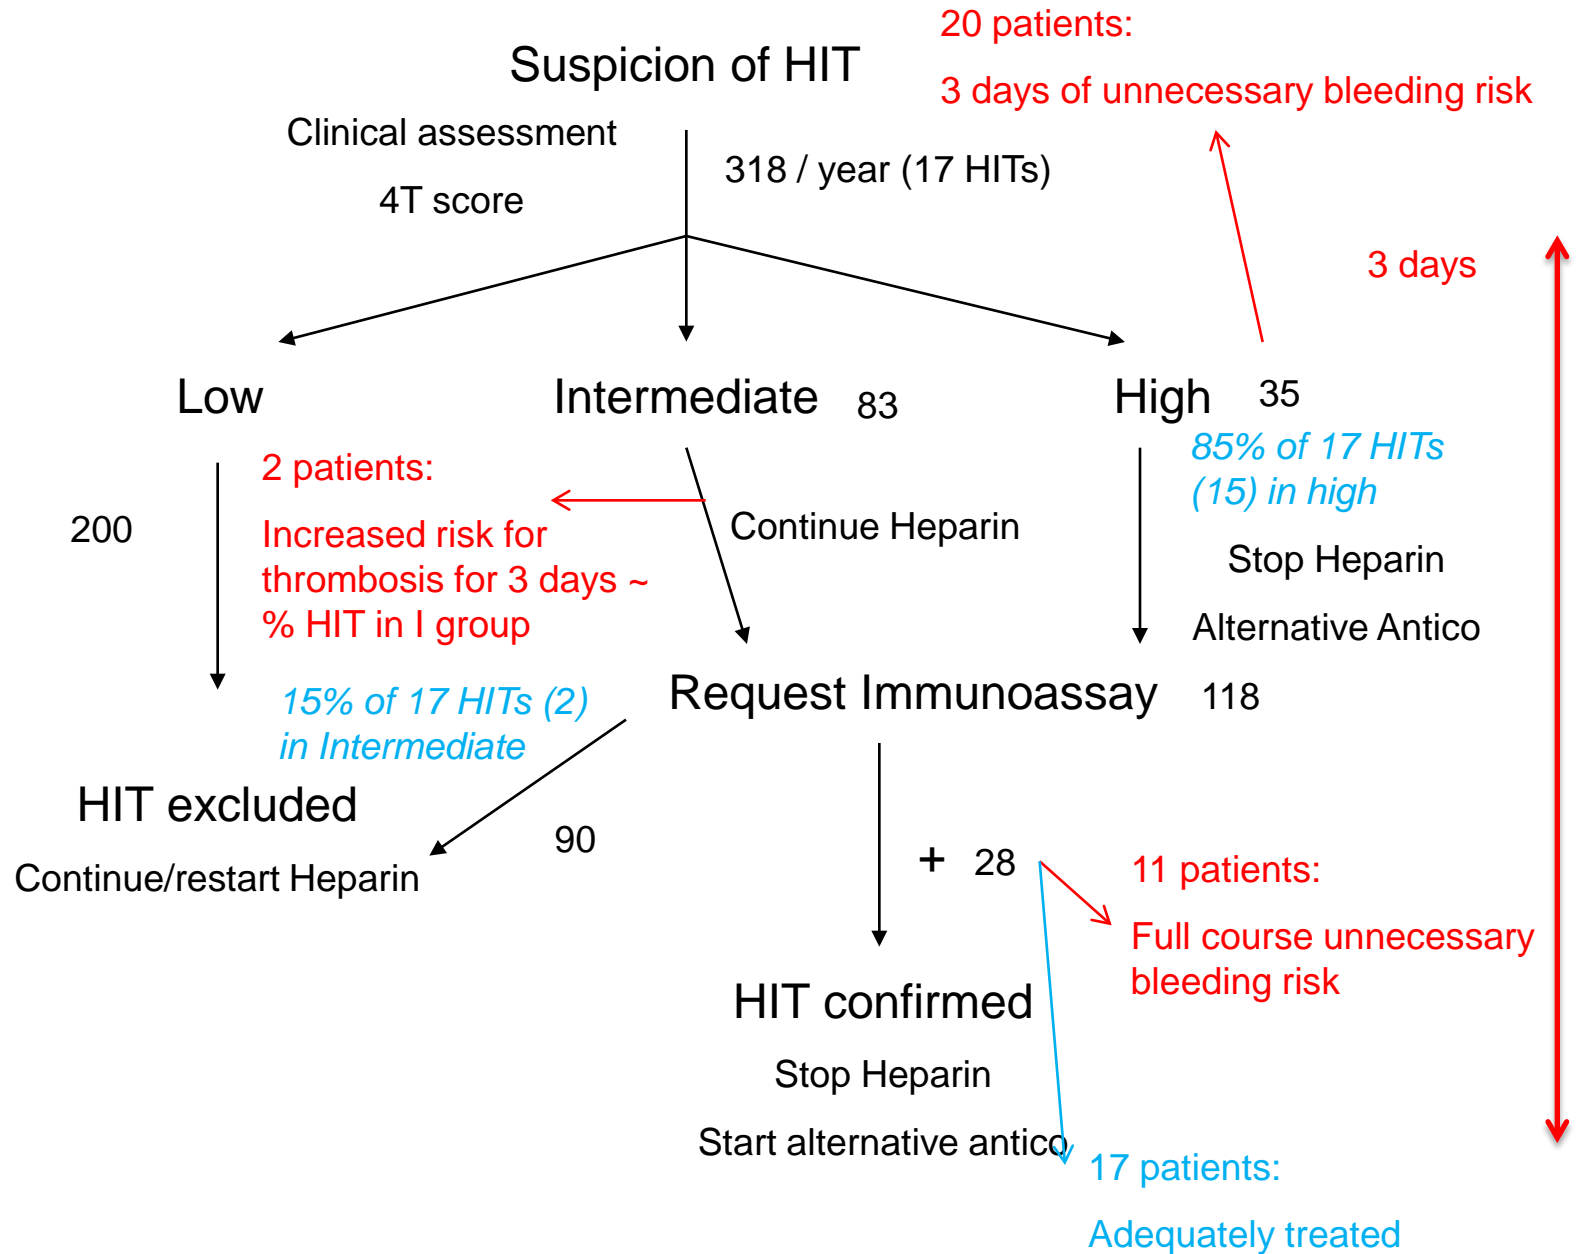 20 patients:
Suspicion of HIT
3 days of unnecessary bleeding risk
Clinical assessment
318 / year (17 HITs)
4T score
3 days
Low
Intermediate
83
High
35
85% of 17 HITs
(15) in high
2 patients:
200
Increased risk for
thrombosis for 3 days ~
% HIT in I group
Continue Heparin
Stop Heparin
Alternative Antico
15% of 17 HITs (2)
in Intermediate
Request Immunoassay
118
HIT excluded
Continue/restart Heparin
90
+ 28
11 patients:
Full course unnecessary
bleeding risk
HIT confirmed
Stop Heparin
Start alternative antico
17 patients:
Adequately treated